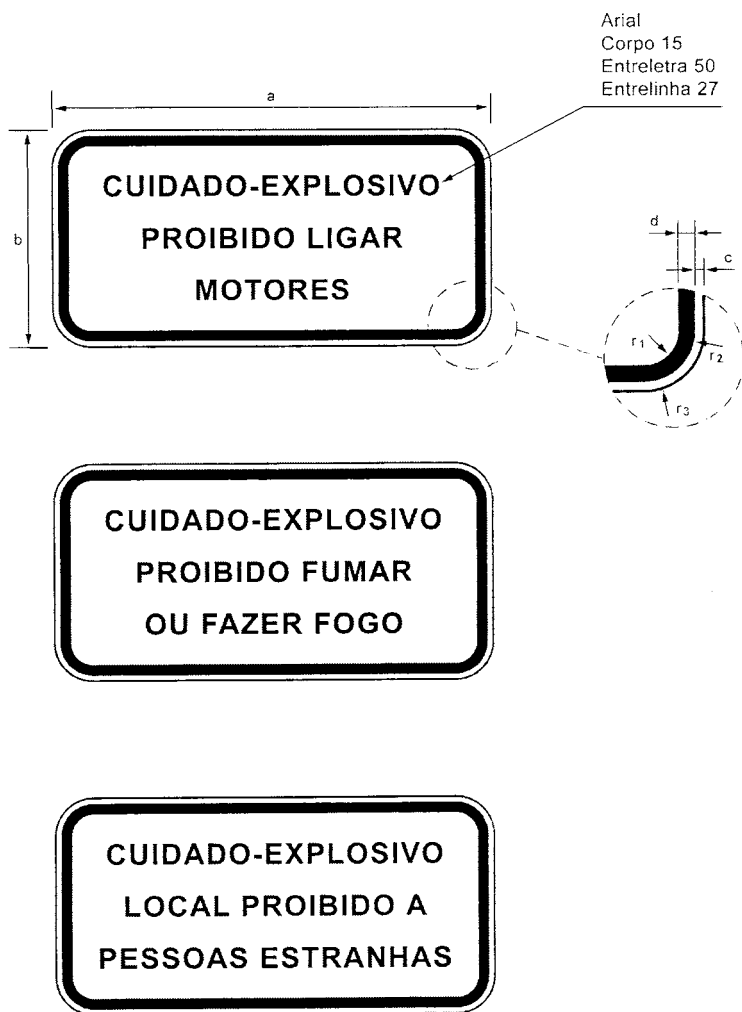 Arial
Corpo 15
Entreletra 50
Entrelinha 27
a
b
CUIDADO-EXPLOSIVO
PROIBIDO LIGAR
MOTORES
d
c
r1
r2
r3
CUIDADO-EXPLOSIVO
PROIBIDO FUMAR
OU FAZER FOGO
CUIDADO-EXPLOSIVO
LOCAL PROIBIDO A
PESSOAS ESTRANHAS